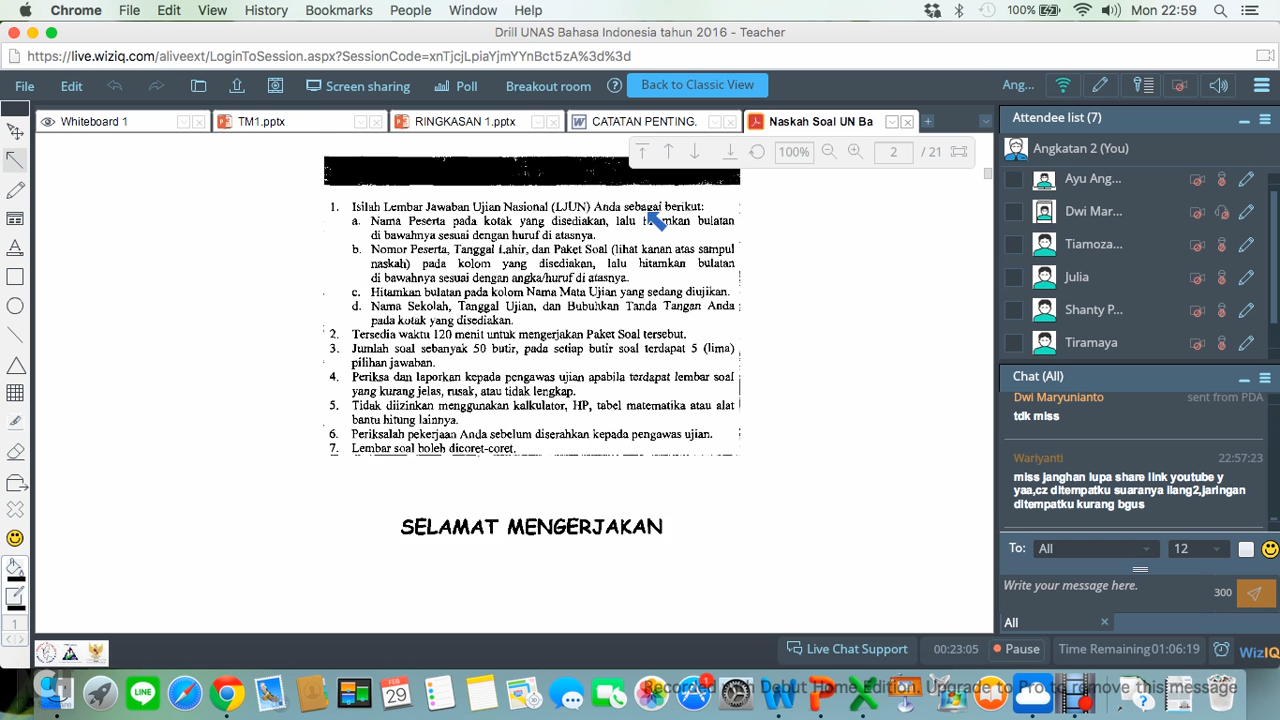 Chrome File Edit View History Bookmarks People Window Help 100% Mon 22:59
Drill UNAS Bahasa Indonesia tahun 2016 - Teacher
https://live.wiziq.com/aliveext/LoginToSession.aspx?SessionCode=xnTjcjLpiaYjmYYnBct5zA%3d%3d
File Edit Screen sharing Poll Breakout room Back to Classic View Ang...
Whiteboard 1 TM1.pptx RINGKASAN 1.pptx CATATAN PENTING. Naskah Soal UN Ba
100% 2 / 21
1. Isilah Lembar Jawaban Ujian Nasional (LJUN) Anda sebagai berikut:
a. Nama Peserta pada kotak yang disediakan, lalu hitamkan bulatan
di bawahnya sesuai dengan huruf di atasnya.
b. Nomor Peserta, Tanggal Lahir, dan Paket Soal (lihat kanan atas sampul
naskah) pada kolom yang disediakan, lalu hitamkan bulatan
di bawahnya sesuai dengan angka/huruf di atasnya.
c. Hitamkan bulatan pada kolom Nama Mata Ujian yang sedang diujikan.
d. Nama Sekolah, Tanggal Ujian, dan Bubuhkan Tanda Tangan Anda
pada kotak yang disediakan.
2. Tersedia waktu 120 menit untuk mengerjakan Paket Soal tersebut.
3. Jumlah soal sebanyak 50 butir, pada setiap butir soal terdapat 5 (lima)
pilihan jawaban.
4. Periksa dan laporkan kepada pengawas ujian apabila terdapat lembar soal
yang kurang jelas, rusak, atau tidak lengkap.
5. Tidak diizinkan menggunakan kalkulator, HP, tabel matematika atau alat
bantu hitung lainnya.
6. Periksalah pekerjaan Anda sebelum diserahkan kepada pengawas ujian.
7. Lembar soal boleh dicoret-coret.
SELAMAT MENGERJAKAN
Attendee list (7)
Angkatan 2 (You)
Ayu Ang...
Dwi Mar...
Tiamoza...
Julia
Shanty P...
Tiramaya
Chat (All)
Dwi Maryunianto sent from PDA
tdk miss
Wariyanti 22:57:23
miss janghan lupa share link youtube y
yaa,cz ditempatku suaranya ilang2,jaringan
ditempatku kurang bgus
To: All 12
Write your message here. 300
All
1
Live Chat Support 00:23:05 Pause Time Remaining 01:06:19 WizIQ
LINE FEB 29
Recorded with Debut Home Edition. Upgrade to Pro to remove this message